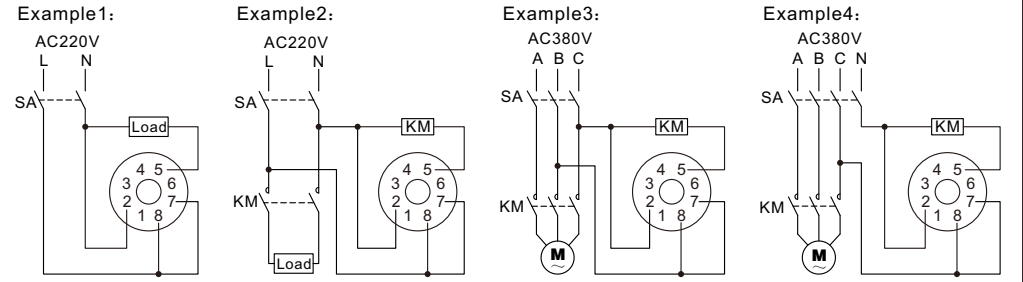 Example1:
AC220V
L N
SA
Load
4 5
3 6
2 7
1 8
Example2:
AC220V
L N
SA
KM
4 5
3 6
KM
2 7
1 8
Load
Example3:
AC380V
A B C
SA
KM
4 5
3 6
KM
2 7
1 8
M
~
Example4:
AC380V
A B C N
SA
KM
4 5
3 6
KM
2 7
1 8
M
~